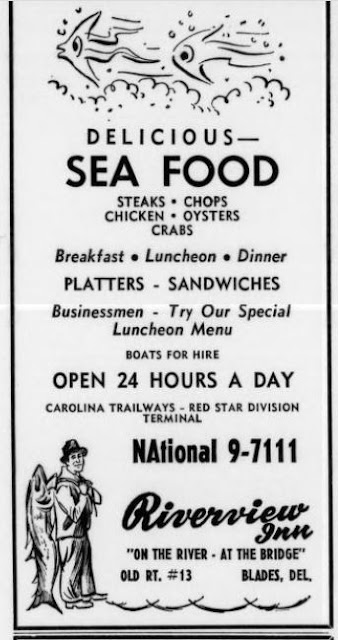 DELICIOUS—
SEA FOOD
STEAKS • CHOPS
CHICKEN • OYSTERS
CRABS
Breakfast • Luncheon • Dinner
PLATTERS - SANDWICHES
Businessmen - Try Our Special
Luncheon Menu
BOATS FOR HIRE
OPEN 24 HOURS A DAY
CAROLINA TRAILWAYS - RED STAR DIVISION
TERMINAL
NAtional 9-7111
Riverview
Inn
"ON THE RIVER - AT THE BRIDGE"
OLD RT. #13 BLADES, DEL.